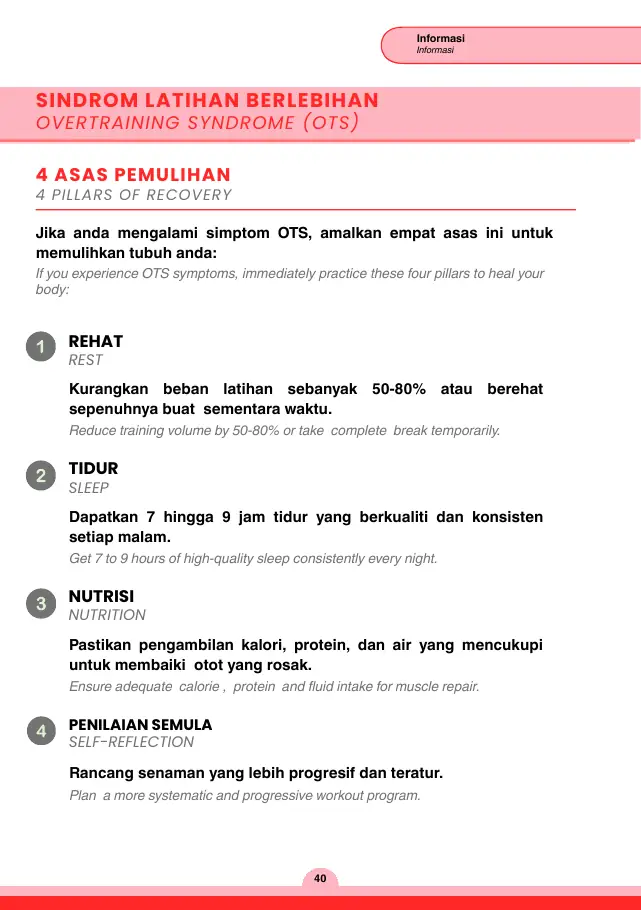 Informasi
Informasi
SINDROM LATIHAN BERLEBIHAN
OVERTRAINING SYNDROME (OTS)
4 ASAS PEMULIHAN
4 PILLARS OF RECOVERY
Jika anda mengalami simptom OTS, amalkan empat asas ini untuk
memulihkan tubuh anda:
If you experience OTS symptoms, immediately practice these four pillars to heal your
body:
1 REHAT
REST
Kurangkan beban latihan sebanyak 50-80% atau berehat
sepenuhnya buat sementara waktu.
Reduce training volume by 50-80% or take complete break temporarily.
2 TIDUR
SLEEP
Dapatkan 7 hingga 9 jam tidur yang berkualiti dan konsisten
setiap malam.
Get 7 to 9 hours of high-quality sleep consistently every night.
3 NUTRISI
NUTRITION
Pastikan pengambilan kalori, protein, dan air yang mencukupi
untuk membaiki otot yang rosak.
Ensure adequate calorie , protein and fluid intake for muscle repair.
4 PENILAIAN SEMULA
SELF-REFLECTION
Rancang senaman yang lebih progresif dan teratur.
Plan a more systematic and progressive workout program.
40